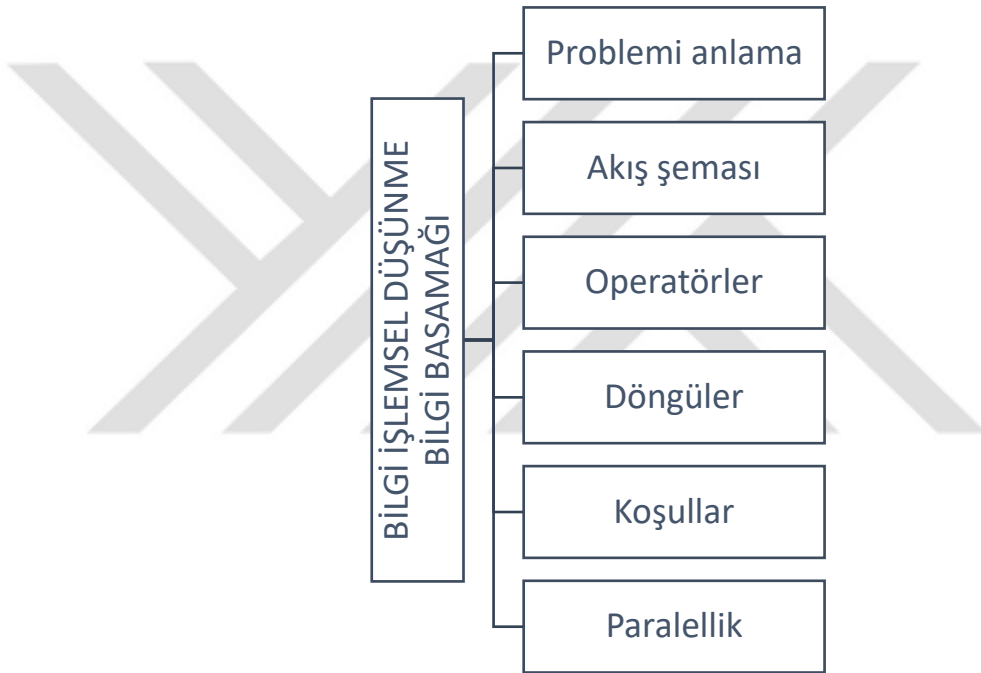 BİLGİ İŞLEMSEL DÜŞÜNME
BİLGİ BASAMAĞI
Problemi anlama
Akış şeması
Operatörler
Döngüler
Koşullar
Paralellik